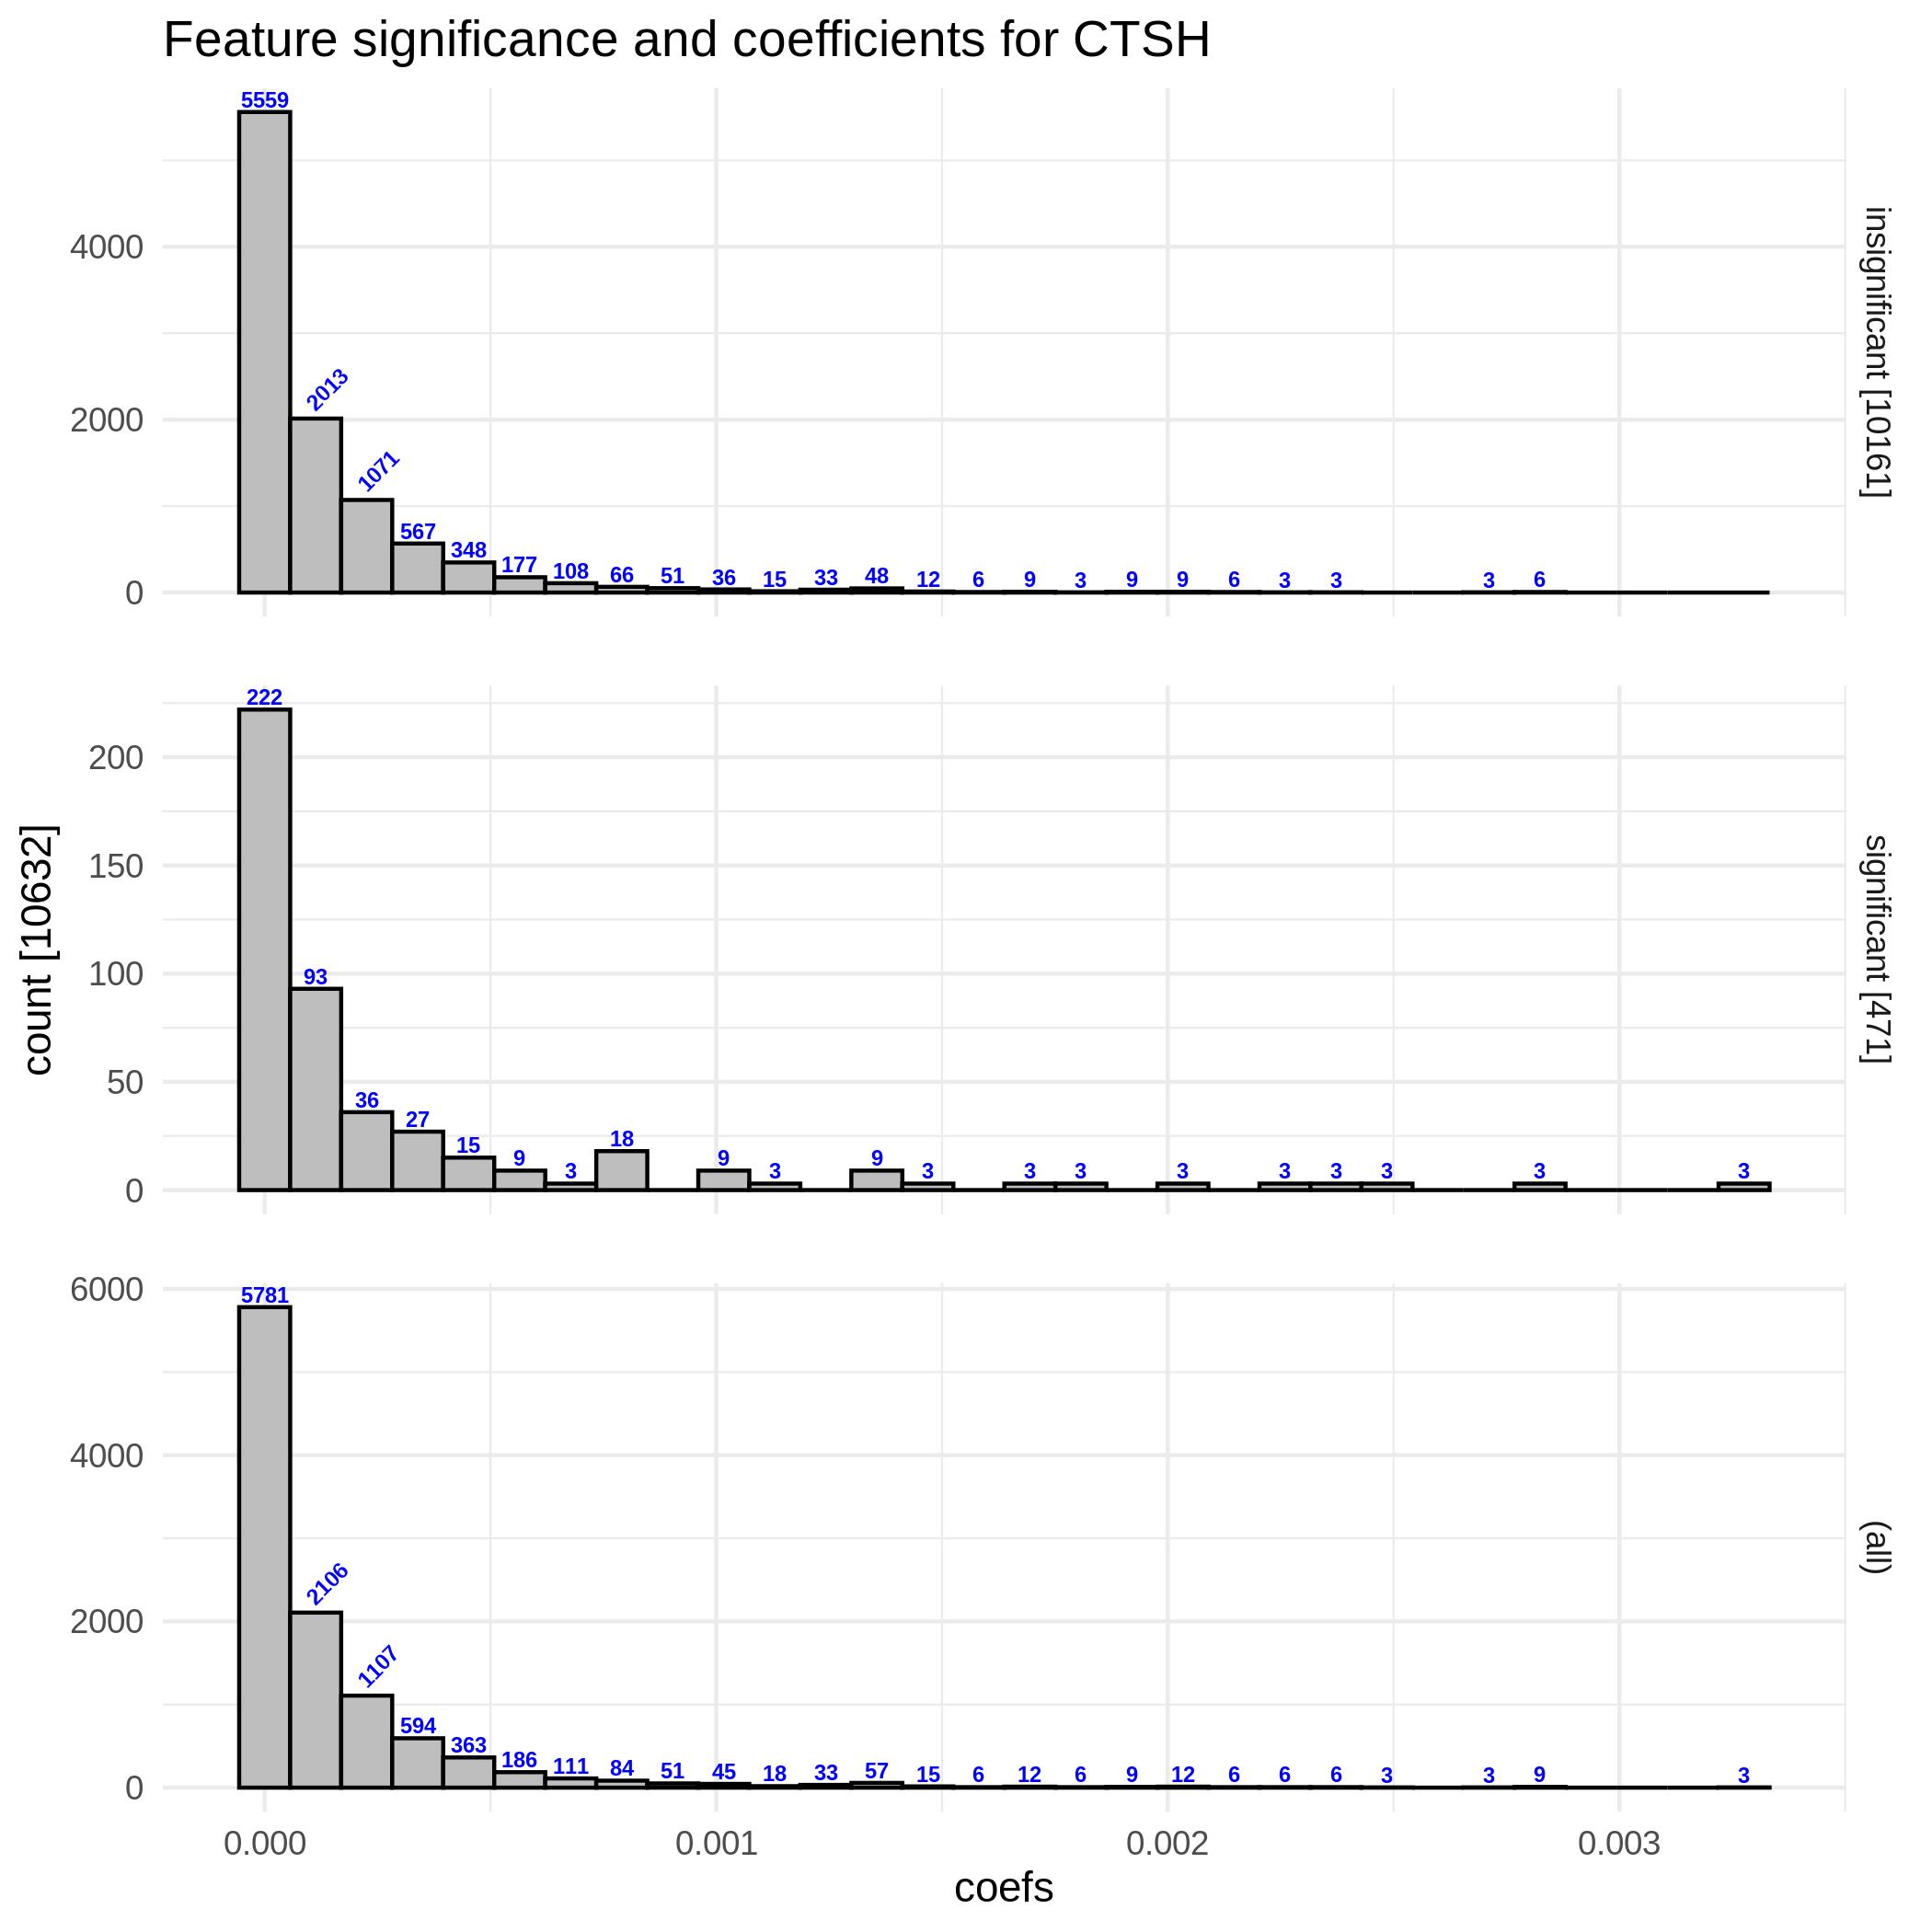 Feature significance and coefficients for CTSH
5559
2013
1071
567 348 177 108 66 51 36 15 33 48 12 6 9 3 9 9 6 3 3 3 6
4000
2000
0
insignificant [10161]
222
93
36
27
15 9 3 18 9 3 9 3 3 3 3 3 3 3 3 3
200
150
100
50
0
significant [471]
count [10632]
5781
2106
1107
594 363 186 111 84 51 45 18 33 57 15 6 12 6 9 12 6 6 6 3 3 9 3
6000
4000
2000
0
(all)
0.000 0.001 0.002 0.003
coefs